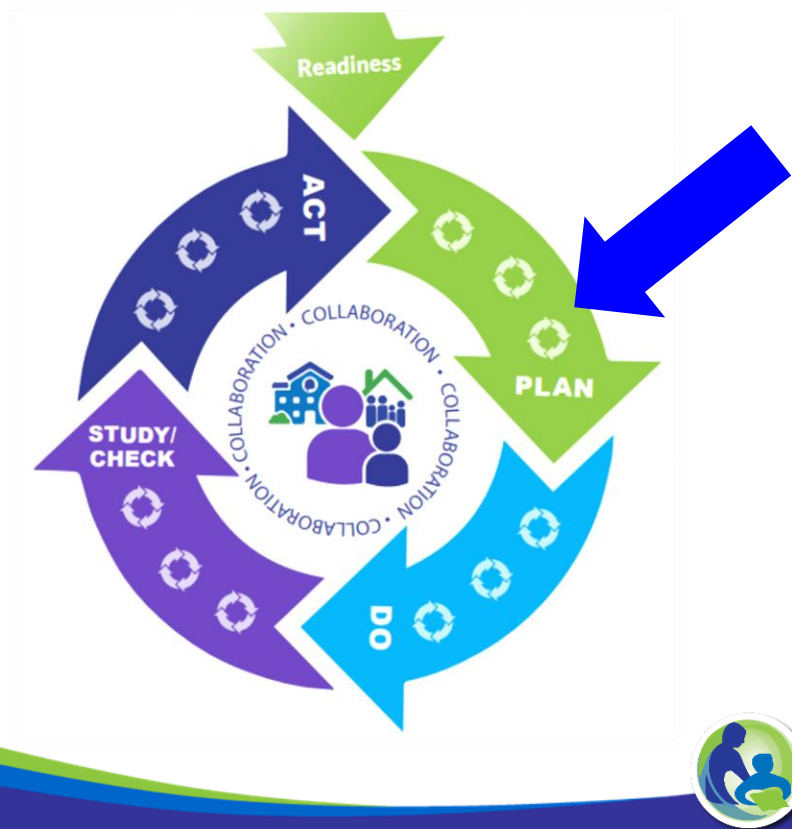 Readiness
ACT
PLAN
DO
STUDY/
CHECK
COLLABORATION • COLLABORATION • COLLABORATION • COLLABORATION •